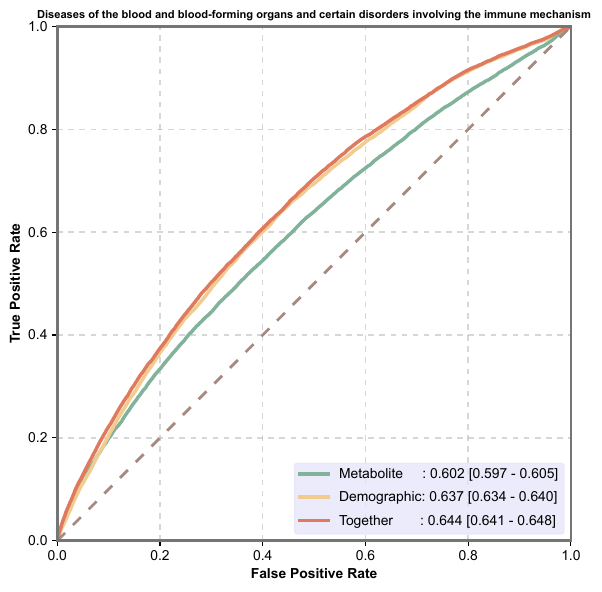 Diseases of the blood and blood-forming organs and certain disorders involving the immune mechanism
1.0
0.8
0.6
0.4
0.2
0.0
True Positive Rate
0.0 0.2 0.4 0.6 0.8 1.0
False Positive Rate
Metabolite : 0.602 [0.597 - 0.605]
Demographic: 0.637 [0.634 - 0.640]
Together : 0.644 [0.641 - 0.648]